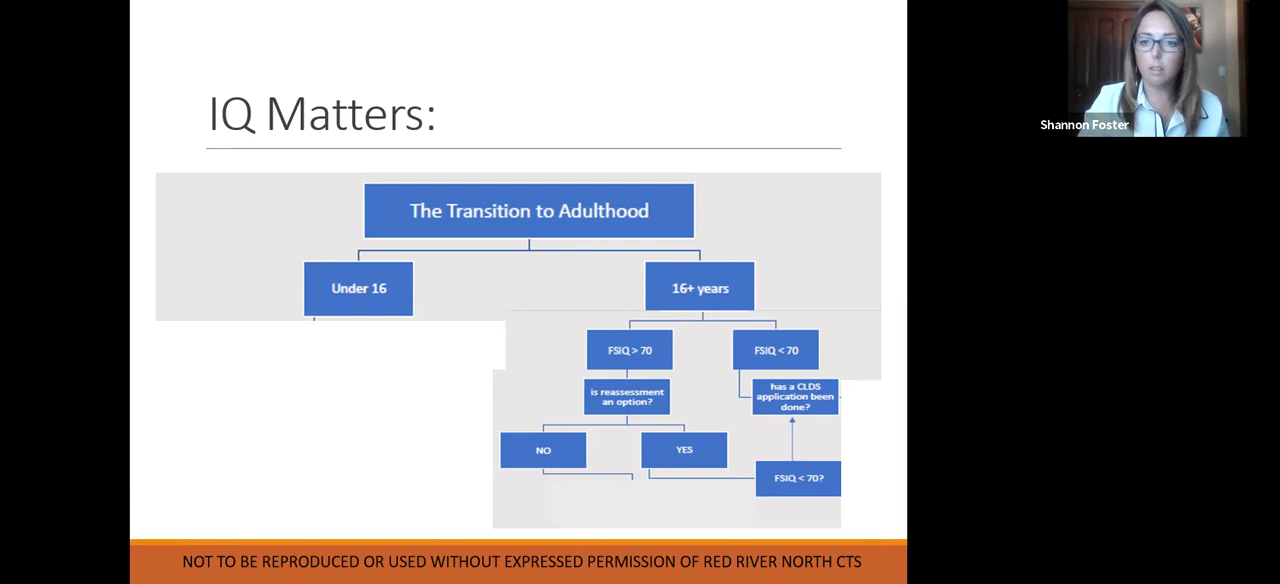 IQ Matters:
Shannon Foster
The Transition to Adulthood
Under 16
16+ years
FSIQ > 70
FSIQ < 70
is reassessment
an option?
has a CLDS
application been
done?
NO
YES
FSIQ < 70?
NOT TO BE REPRODUCED OR USED WITHOUT EXPRESSED PERMISSION OF RED RIVER NORTH CTS